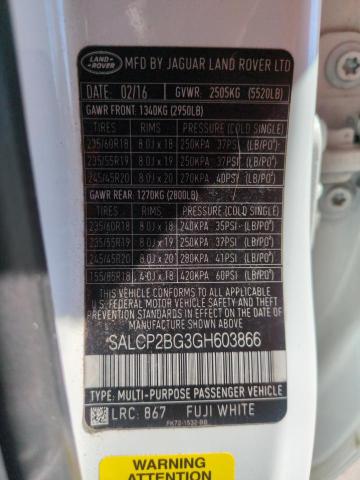 LAND ROVER
MFD BY JAGUAR LAND ROVER LTD
DATE: 02/16 GVWR: 2505KG (5520LB)
GAWR FRONT: 1340KG (2950LB)
TIRES RIMS PRESSURE (COLD SINGLE)
235/60R18 8.0J x 18 250KPA 37PSI (LB/PO²)
235/55R19 8.0J x 19 250KPA 37PSI (LB/PO²)
245/45R20 8.0J x 20 270KPA 40PSI (LB/PO²)
GAWR REAR: 1270KG (2800LB)
TIRES RIMS PRESSURE (COLD SINGLE)
235/60R18 8.0J x 18 240KPA 35PSI (LB/PO²)
235/55R19 8.0J x 19 250KPA 37PSI (LB/PO²)
245/45R20 8.0J x 20 280KPA 41PSI (LB/PO²)
155/85R18 4.0J x 18 420KPA 60PSI (LB/PO²)
THIS VEHICLE CONFORMS TO ALL APPLICABLE
U.S. FEDERAL MOTOR VEHICLE SAFETY
THEFT PREVENTION STANDARDS IN EFFECT ON THE
DATE OF MANUFACTURE SHOWN ABOVE.
SALCP2BG3GH603866
TYPE: MULTI-PURPOSE PASSENGER VEHICLE
LRC: 867 FUJI WHITE
FK72-1532-BB
WARNING
BEFORE WELDING